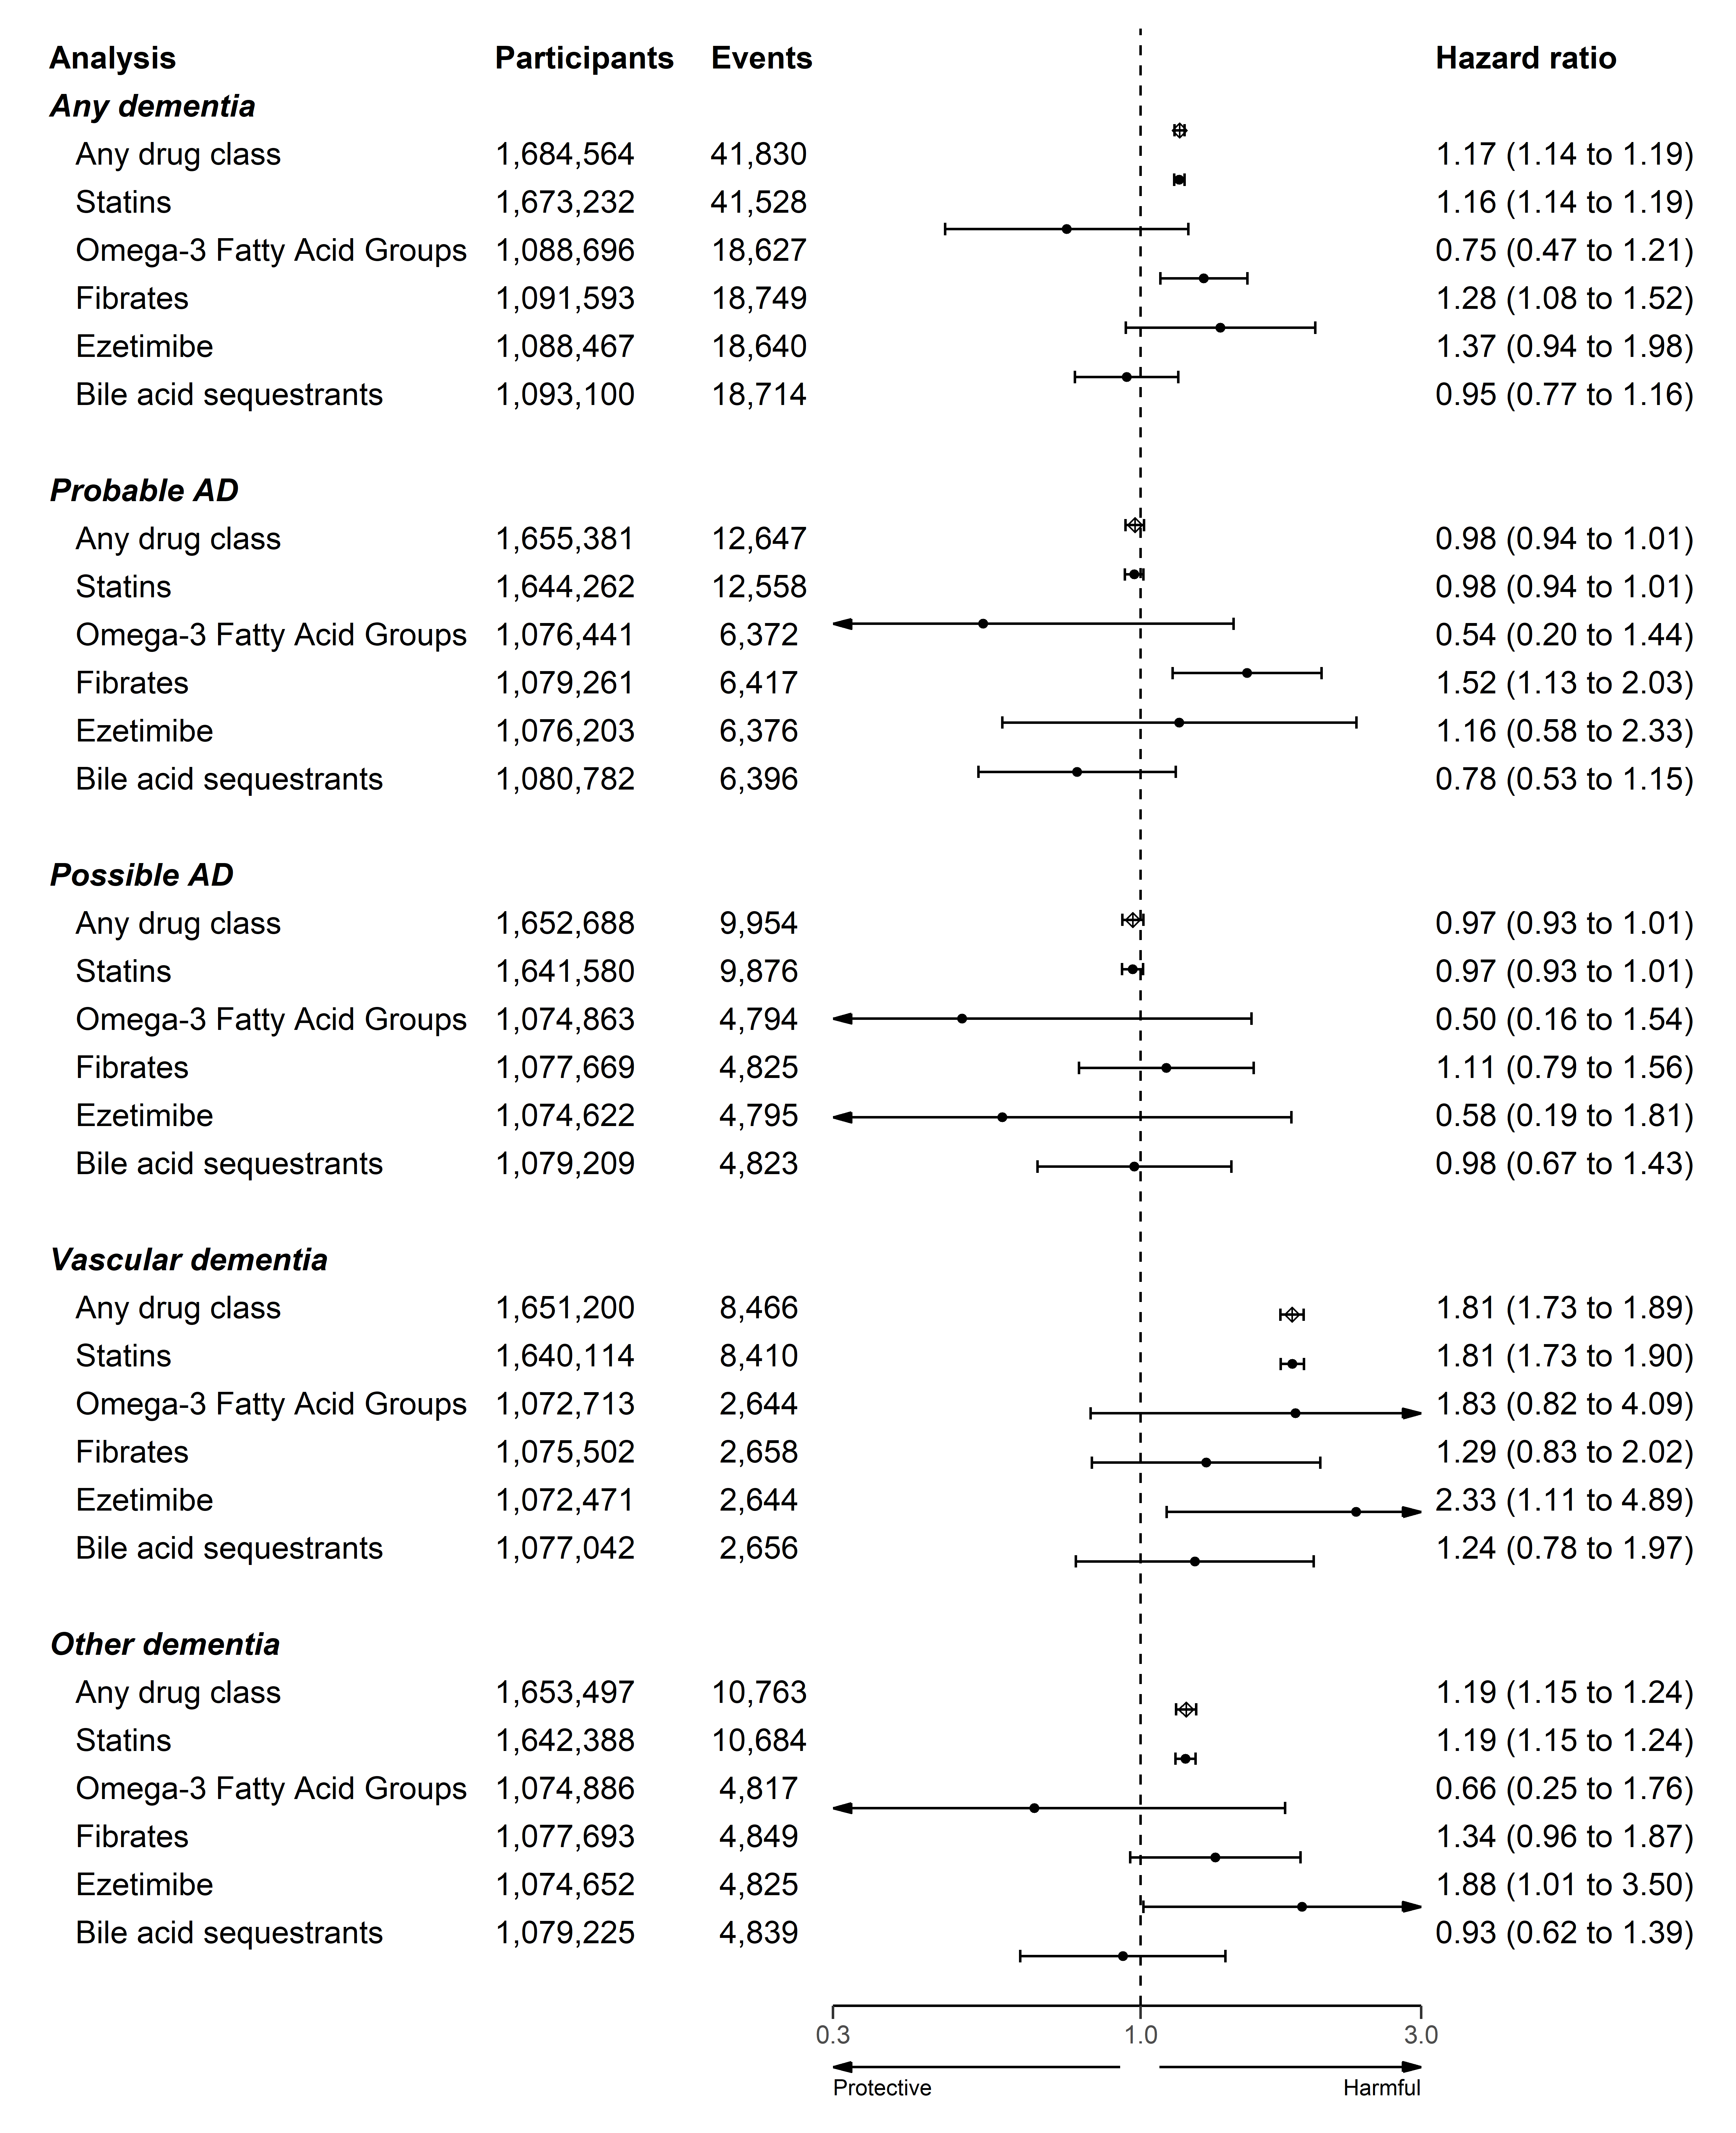 Analysis Participants Events Hazard ratio
Any dementia
Any drug class 1,684,564 41,830 1.17 (1.14 to 1.19)
Statins 1,673,232 41,528 1.16 (1.14 to 1.19)
Omega-3 Fatty Acid Groups 1,088,696 18,627 0.75 (0.47 to 1.21)
Fibrates 1,091,593 18,749 1.28 (1.08 to 1.52)
Ezetimibe 1,088,467 18,640 1.37 (0.94 to 1.98)
Bile acid sequestrants 1,093,100 18,714 0.95 (0.77 to 1.16)
Probable AD
Any drug class 1,655,381 12,647 0.98 (0.94 to 1.01)
Statins 1,644,262 12,558 0.98 (0.94 to 1.01)
Omega-3 Fatty Acid Groups 1,076,441 6,372 0.54 (0.20 to 1.44)
Fibrates 1,079,261 6,417 1.52 (1.13 to 2.03)
Ezetimibe 1,076,203 6,376 1.16 (0.58 to 2.33)
Bile acid sequestrants 1,080,782 6,396 0.78 (0.53 to 1.15)
Possible AD
Any drug class 1,652,688 9,954 0.97 (0.93 to 1.01)
Statins 1,641,580 9,876 0.97 (0.93 to 1.01)
Omega-3 Fatty Acid Groups 1,074,863 4,794 0.50 (0.16 to 1.54)
Fibrates 1,077,669 4,825 1.11 (0.79 to 1.56)
Ezetimibe 1,074,622 4,795 0.58 (0.19 to 1.81)
Bile acid sequestrants 1,079,209 4,823 0.98 (0.67 to 1.43)
Vascular dementia
Any drug class 1,651,200 8,466 1.81 (1.73 to 1.89)
Statins 1,640,114 8,410 1.81 (1.73 to 1.90)
Omega-3 Fatty Acid Groups 1,072,713 2,644 1.83 (0.82 to 4.09)
Fibrates 1,075,502 2,658 1.29 (0.83 to 2.02)
Ezetimibe 1,072,471 2,644 2.33 (1.11 to 4.89)
Bile acid sequestrants 1,077,042 2,656 1.24 (0.78 to 1.97)
Other dementia
Any drug class 1,653,497 10,763 1.19 (1.15 to 1.24)
Statins 1,642,388 10,684 1.19 (1.15 to 1.24)
Omega-3 Fatty Acid Groups 1,074,886 4,817 0.66 (0.25 to 1.76)
Fibrates 1,077,693 4,849 1.34 (0.96 to 1.87)
Ezetimibe 1,074,652 4,825 1.88 (1.01 to 3.50)
Bile acid sequestrants 1,079,225 4,839 0.93 (0.62 to 1.39)
0.3 1.0 3.0
Protective Harmful